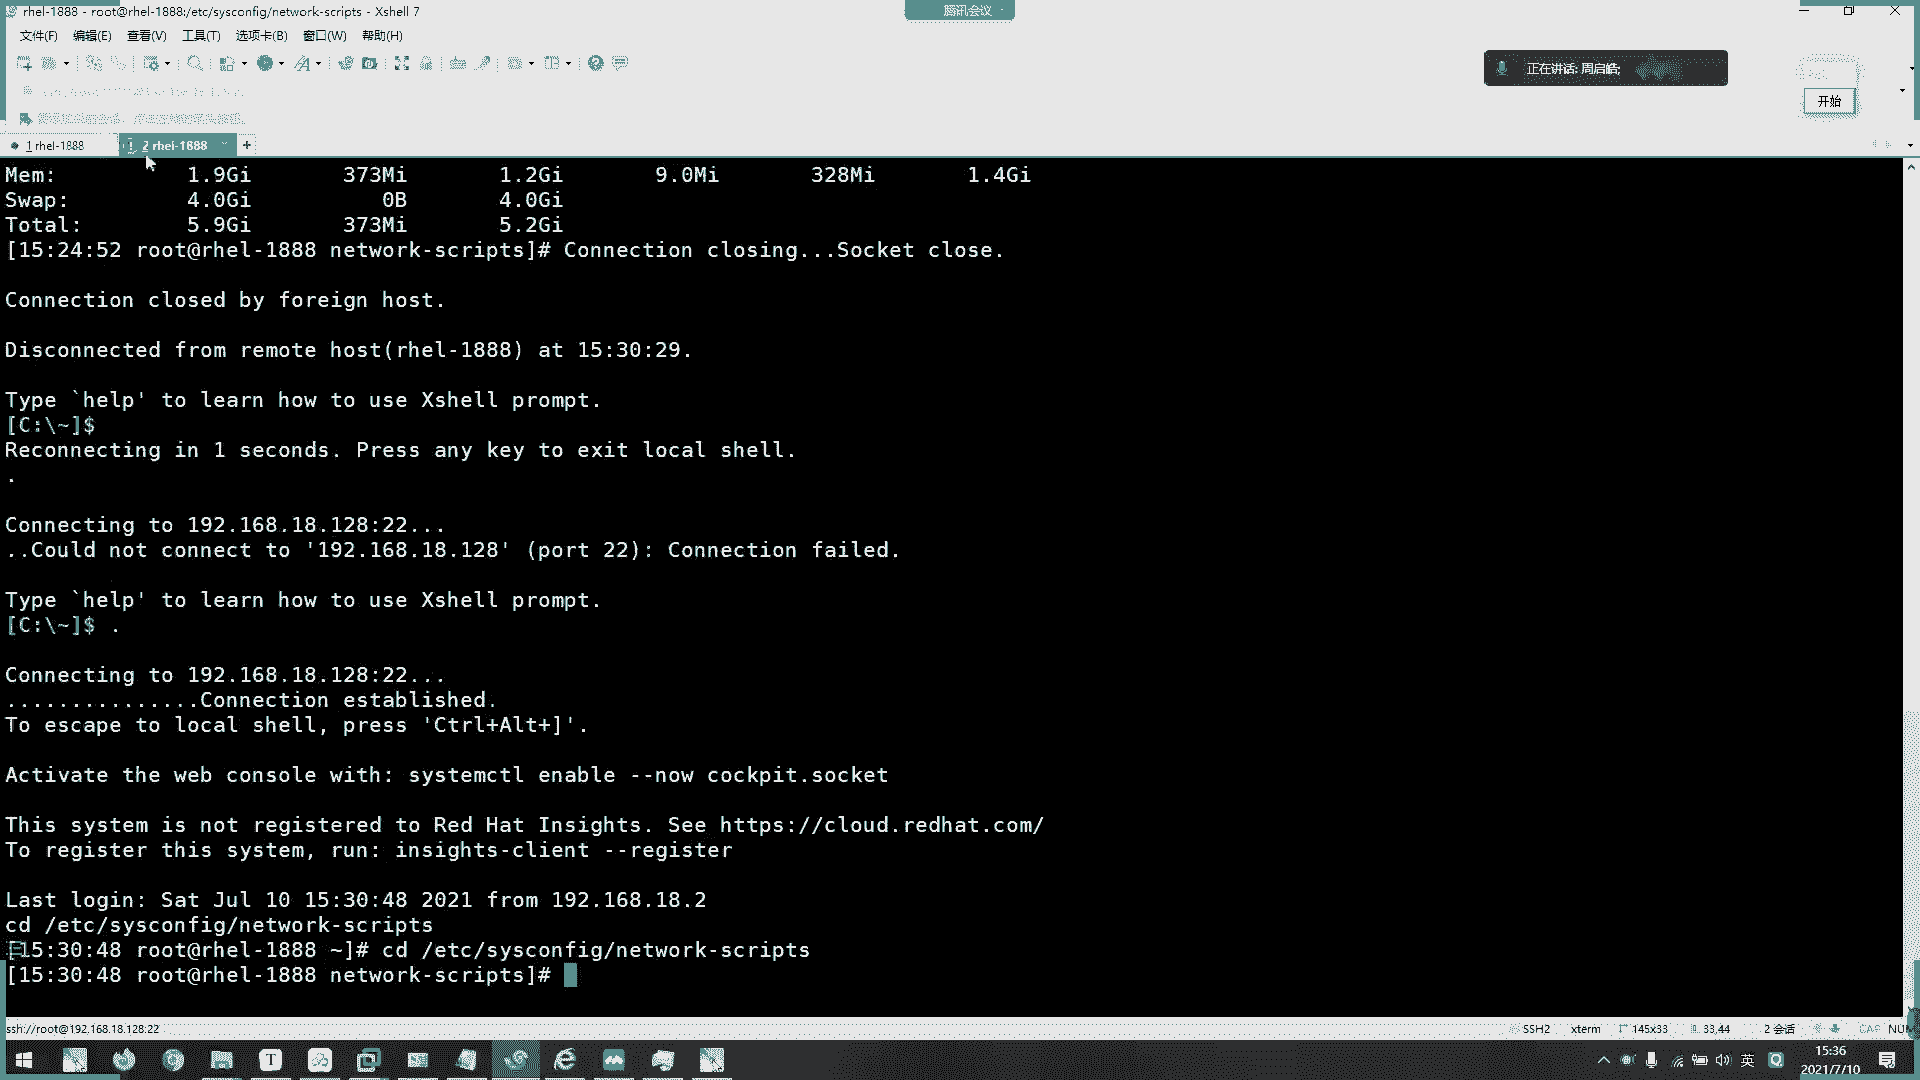 rhel-1888 - root@rhel-1888:/etc/sysconfig/network-scripts - Xshell 7
腾讯会议
文件(F) 编辑(E) 查看(V) 工具(T) 选项卡(B) 窗口(W) 帮助(H)
正在讲话: 周启皓;
开始
1 rhel-1888
2 rhel-1888
+
Mem: 1.9Gi 373Mi 1.2Gi 9.0Mi 328Mi 1.4Gi
Swap: 4.0Gi 0B 4.0Gi
Total: 5.9Gi 373Mi 5.2Gi
[15:24:52 root@rhel-1888 network-scripts]# Connection closing...Socket close.
Connection closed by foreign host.
Disconnected from remote host(rhel-1888) at 15:30:29.
Type `help' to learn how to use Xshell prompt.
[C:\~]$
Reconnecting in 1 seconds. Press any key to exit local shell.
.
Connecting to 192.168.18.128:22...
..Could not connect to '192.168.18.128' (port 22): Connection failed.
Type `help' to learn how to use Xshell prompt.
[C:\~]$ .
Connecting to 192.168.18.128:22...
...............Connection established.
To escape to local shell, press 'Ctrl+Alt+]'.
Activate the web console with: systemctl enable --now cockpit.socket
This system is not registered to Red Hat Insights. See https://cloud.redhat.com/
To register this system, run: insights-client --register
Last login: Sat Jul 10 15:30:48 2021 from 192.168.18.2
cd /etc/sysconfig/network-scripts
[15:30:48 root@rhel-1888 ~]# cd /etc/sysconfig/network-scripts
[15:30:48 root@rhel-1888 network-scripts]#
ssh://root@192.168.18.128:22
SSH2 xterm 145x33 33,44 2 会话 CAP NUM
英
15:36
2021/7/10